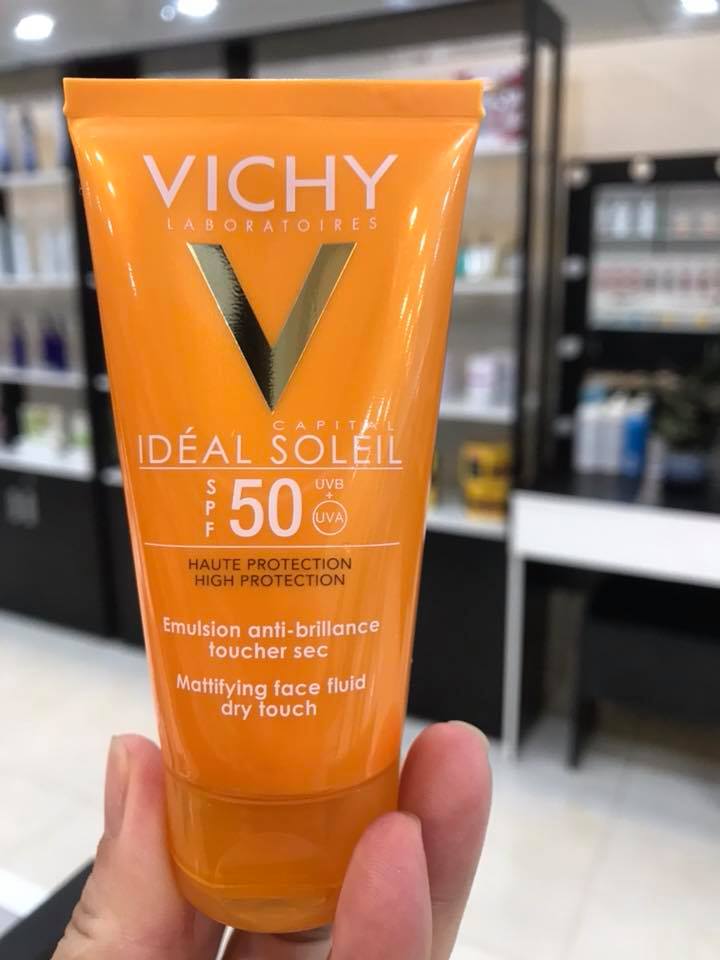 VICHY
LABORATOIRES
V
CAPITAL
IDÉAL SOLEIL
SPF 50 UVB
+
UVA
HAUTE PROTECTION
HIGH PROTECTION
Emulsion anti-brillance
toucher sec
Mattifying face fluid
dry touch